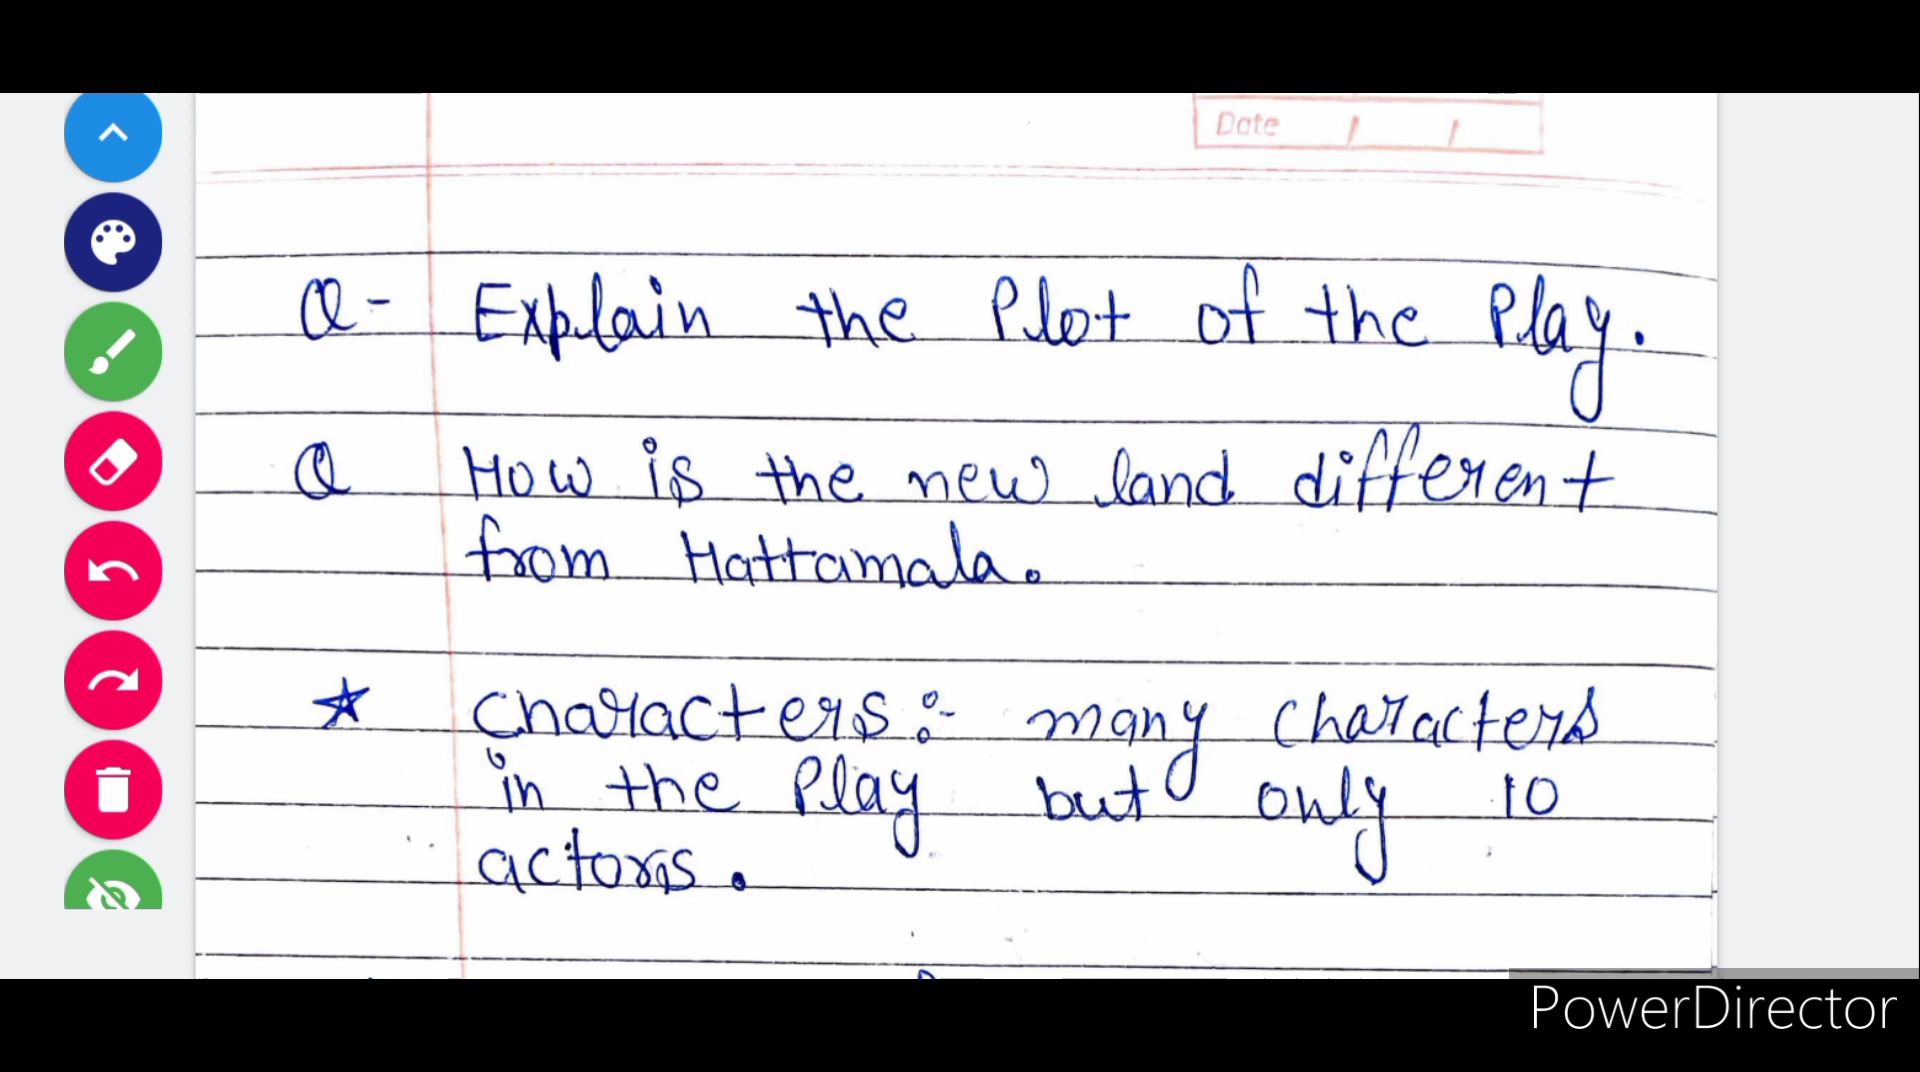 Date / /
Q- Explain the Plot of the Play.
Q How is the new land different
from Hattamala.
☆ Characters:- many characters
in the Play but only 10
actors.
PowerDirector